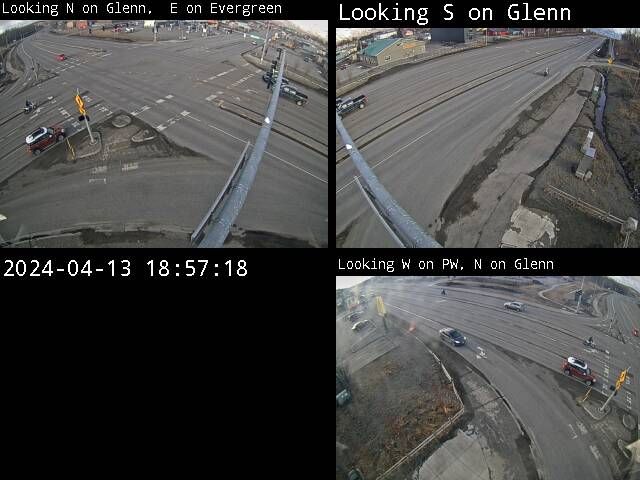 Looking N on Glenn,  E on Evergreen
Looking S on Glenn
2024-04-13 18:57:18
Looking W on PW, N on Glenn